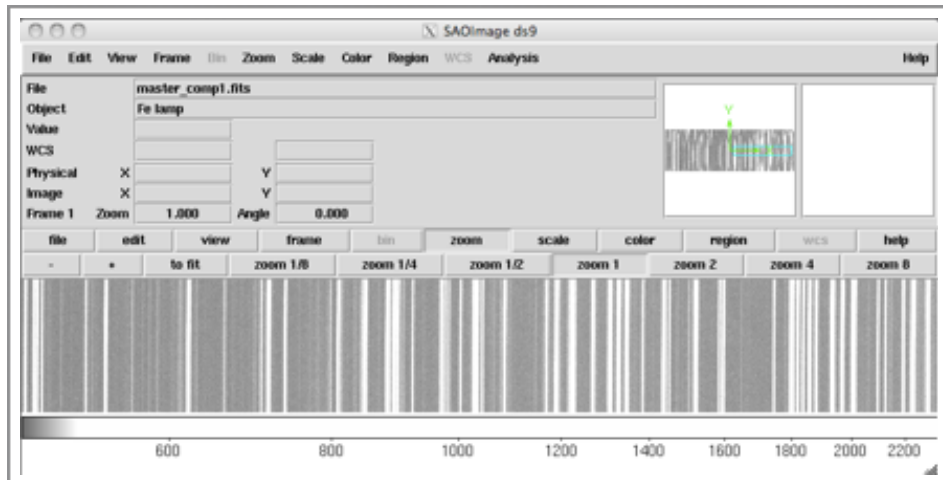 SAOImage ds9
File Edit View Frame Bin Zoom Scale Color Region WCS Analysis Help
File master_comp1.fits
Object Fe lamp
Value
WCS
Physical X Y
Image X Y
Frame 1 Zoom 1.000 Angle 0.000
file edit view frame bin zoom scale color region wcs help
- + to fit zoom 1/8 zoom 1/4 zoom 1/2 zoom 1 zoom 2 zoom 4 zoom 8
Y
600 800 1000 1200 1400 1600 1800 2000 2200